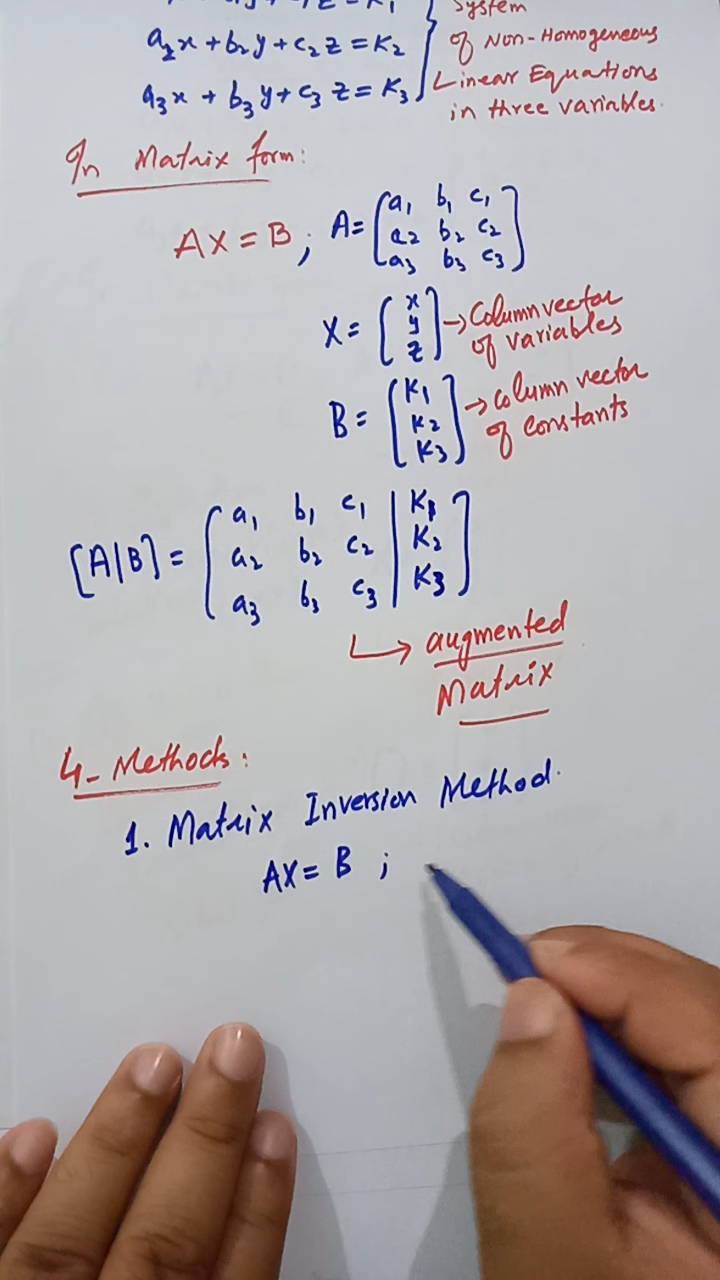 System
a₂x + b₂y + c₂z = K₂
of Non-Homogeneous
a₃x + b₃y + c₃z = K₃
Linear Equations
in three variables.
In Matrix form:
AX = B ; A = [a₁ b₁ c₁
a₂ b₂ c₂
a₃ b₃ c₃]
X = [x
y
z] → Column vector
of variables
B = [K₁
K₂
K₃] → column vector
of constants
[A|B] = [a₁ b₁ c₁ | K₁
a₂ b₂ c₂ | K₂
a₃ b₃ c₃ | K₃]
↳ augmented
Matrix
4-Methods:
1. Matrix Inversion Method.
AX = B ;